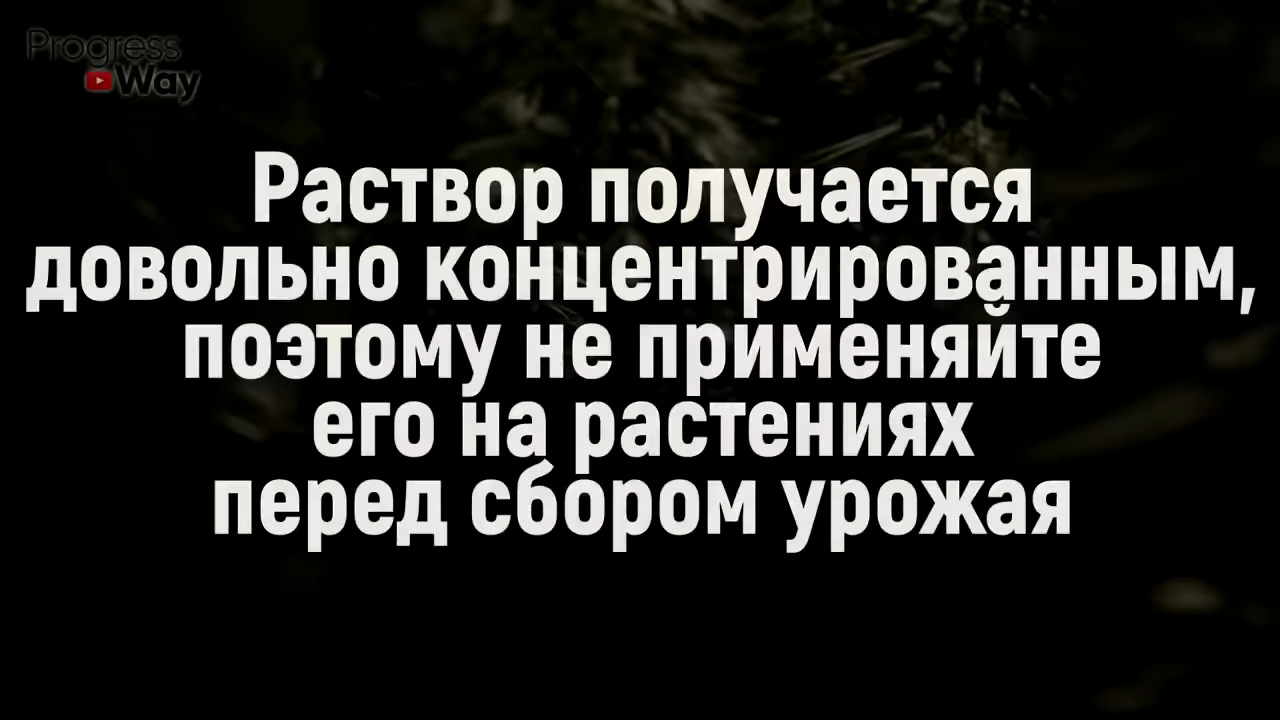 Progress
Way
Раствор получается
довольно концентрированным,
поэтому не применяйте
его на растениях
перед сбором урожая